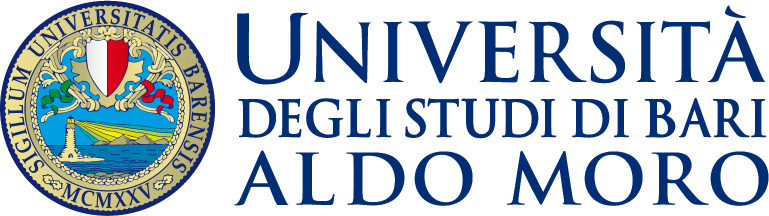 SIGILLUM UNIVERSITATIS BARENSIS
MCMXXV
UNIVERSITÀ
DEGLI STUDI DI BARI
ALDO MORO